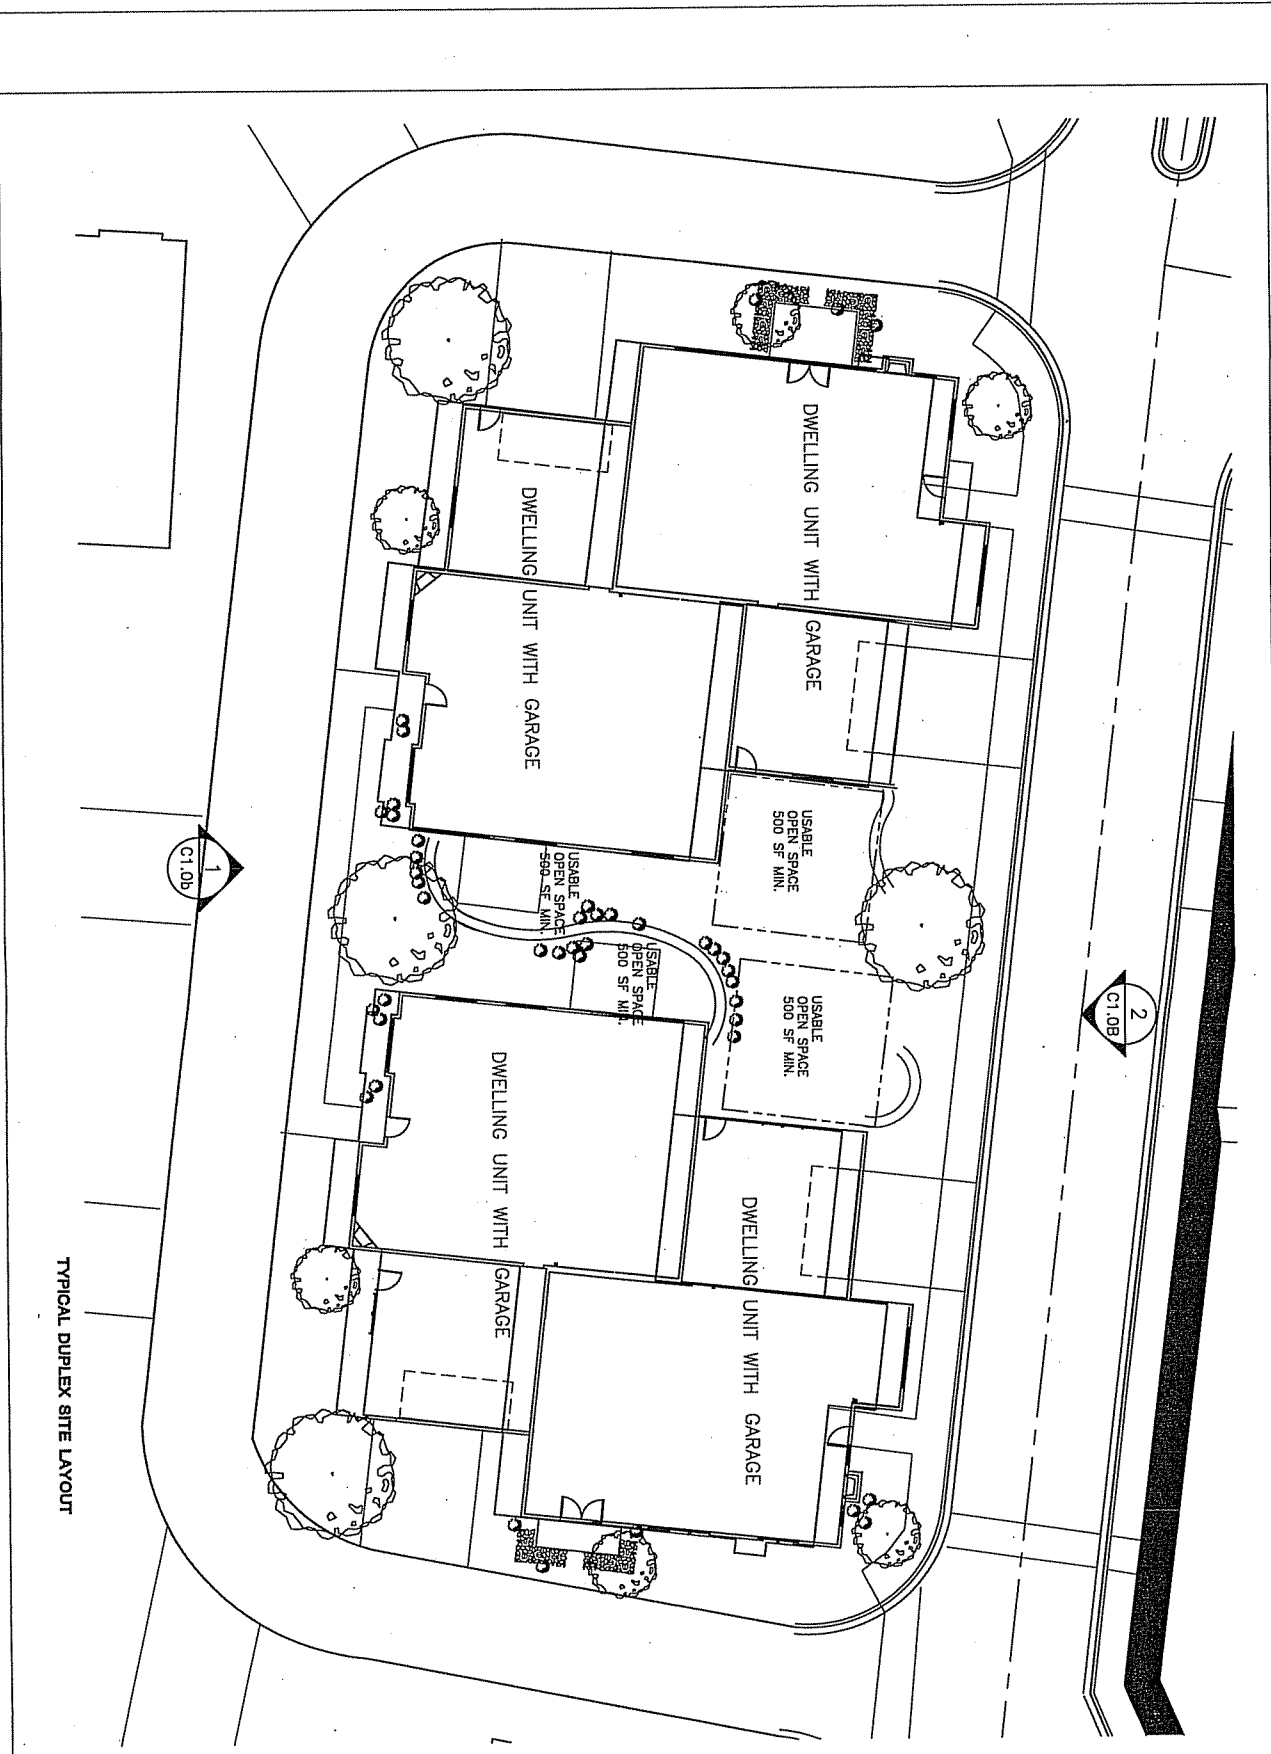 DWELLING UNIT WITH GARAGE
DWELLING UNIT WITH GARAGE
USABLE
OPEN SPACE
500 SF MIN.
USABLE
OPEN SPACE
500 SF MIN.
USABLE
OPEN SPACE
500 SF MIN.
USABLE
OPEN SPACE
500 SF MIN.
2
C1.0B
1
C1.0b
DWELLING UNIT WITH GARAGE
DWELLING UNIT WITH GARAGE
TYPICAL DUPLEX SITE LAYOUT